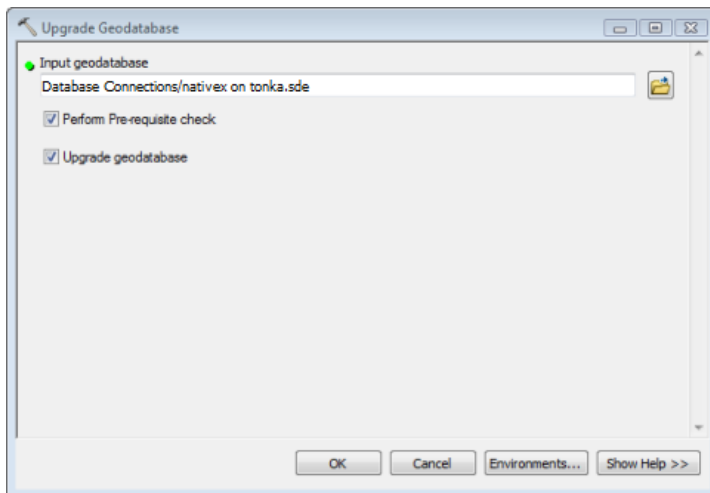 Upgrade Geodatabase
Input geodatabase
Database Connections/nativex on tonka.sde
Perform Pre-requisite check
Upgrade geodatabase
OK Cancel Environments... Show Help >>